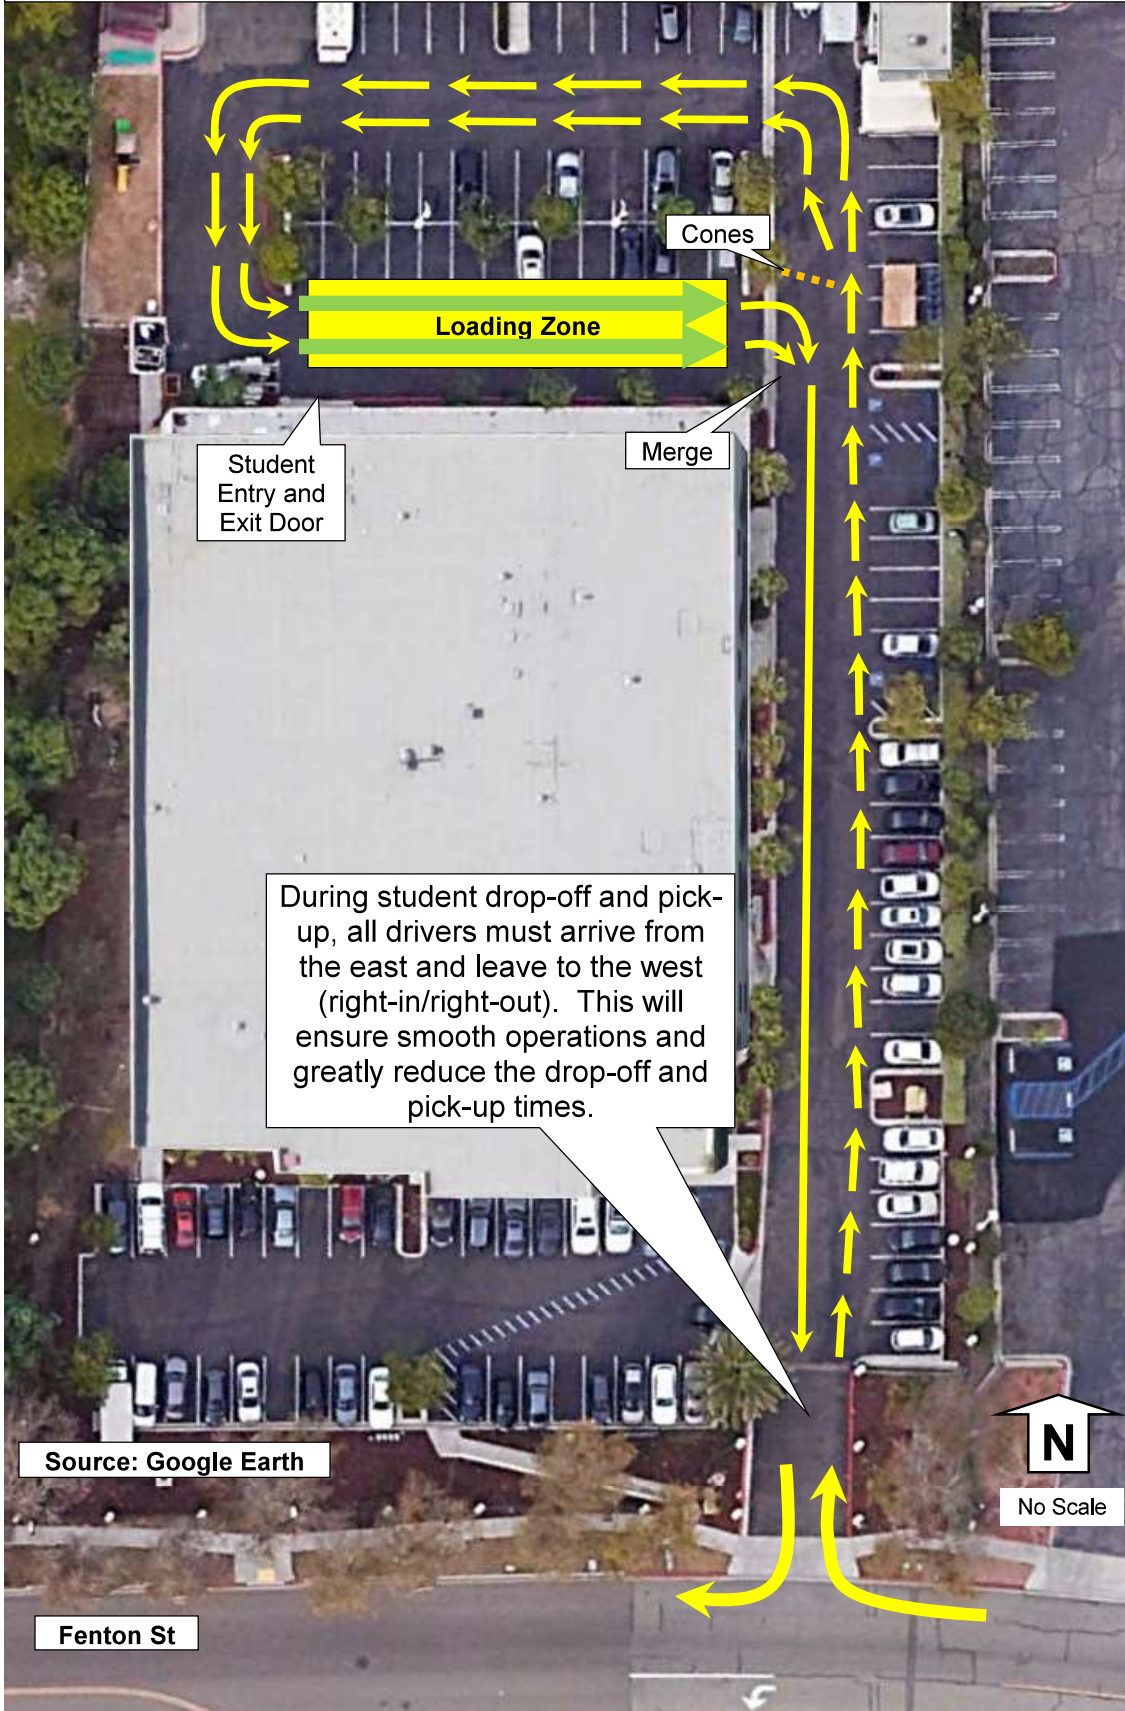 Cones
Loading Zone
Merge
Student
Entry and
Exit Door
During student drop-off and pick-
up, all drivers must arrive from
the east and leave to the west
(right-in/right-out).  This will
ensure smooth operations and
greatly reduce the drop-off and
pick-up times.
N
Source: Google Earth
No Scale
Fenton St